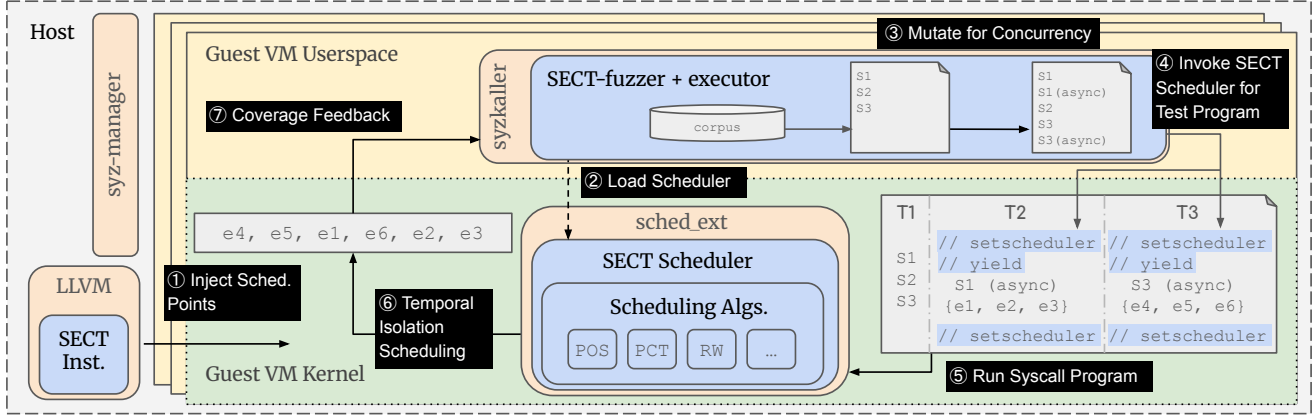 Host
syz-manager
Guest VM Userspace
③ Mutate for Concurrency
syzkaller
SECT-fuzzer + executor
corpus
S1
S2
S3
S1
S1(async)
S2
S3
S3(async)
④ Invoke SECT
Scheduler for
Test Program
⑦ Coverage Feedback
② Load Scheduler
e4, e5, e1, e6, e2, e3
① Inject Sched.
Points
LLVM
SECT
Inst.
⑥ Temporal
Isolation
Scheduling
sched_ext
SECT Scheduler
Scheduling Algs.
POS PCT RW ...
T1 T2 T3
// setscheduler // setscheduler
// yield // yield
S1 S1 (async) S3 (async)
S2 {e1, e2, e3} {e4, e5, e6}
S3
// setscheduler // setscheduler
⑤ Run Syscall Program
Guest VM Kernel